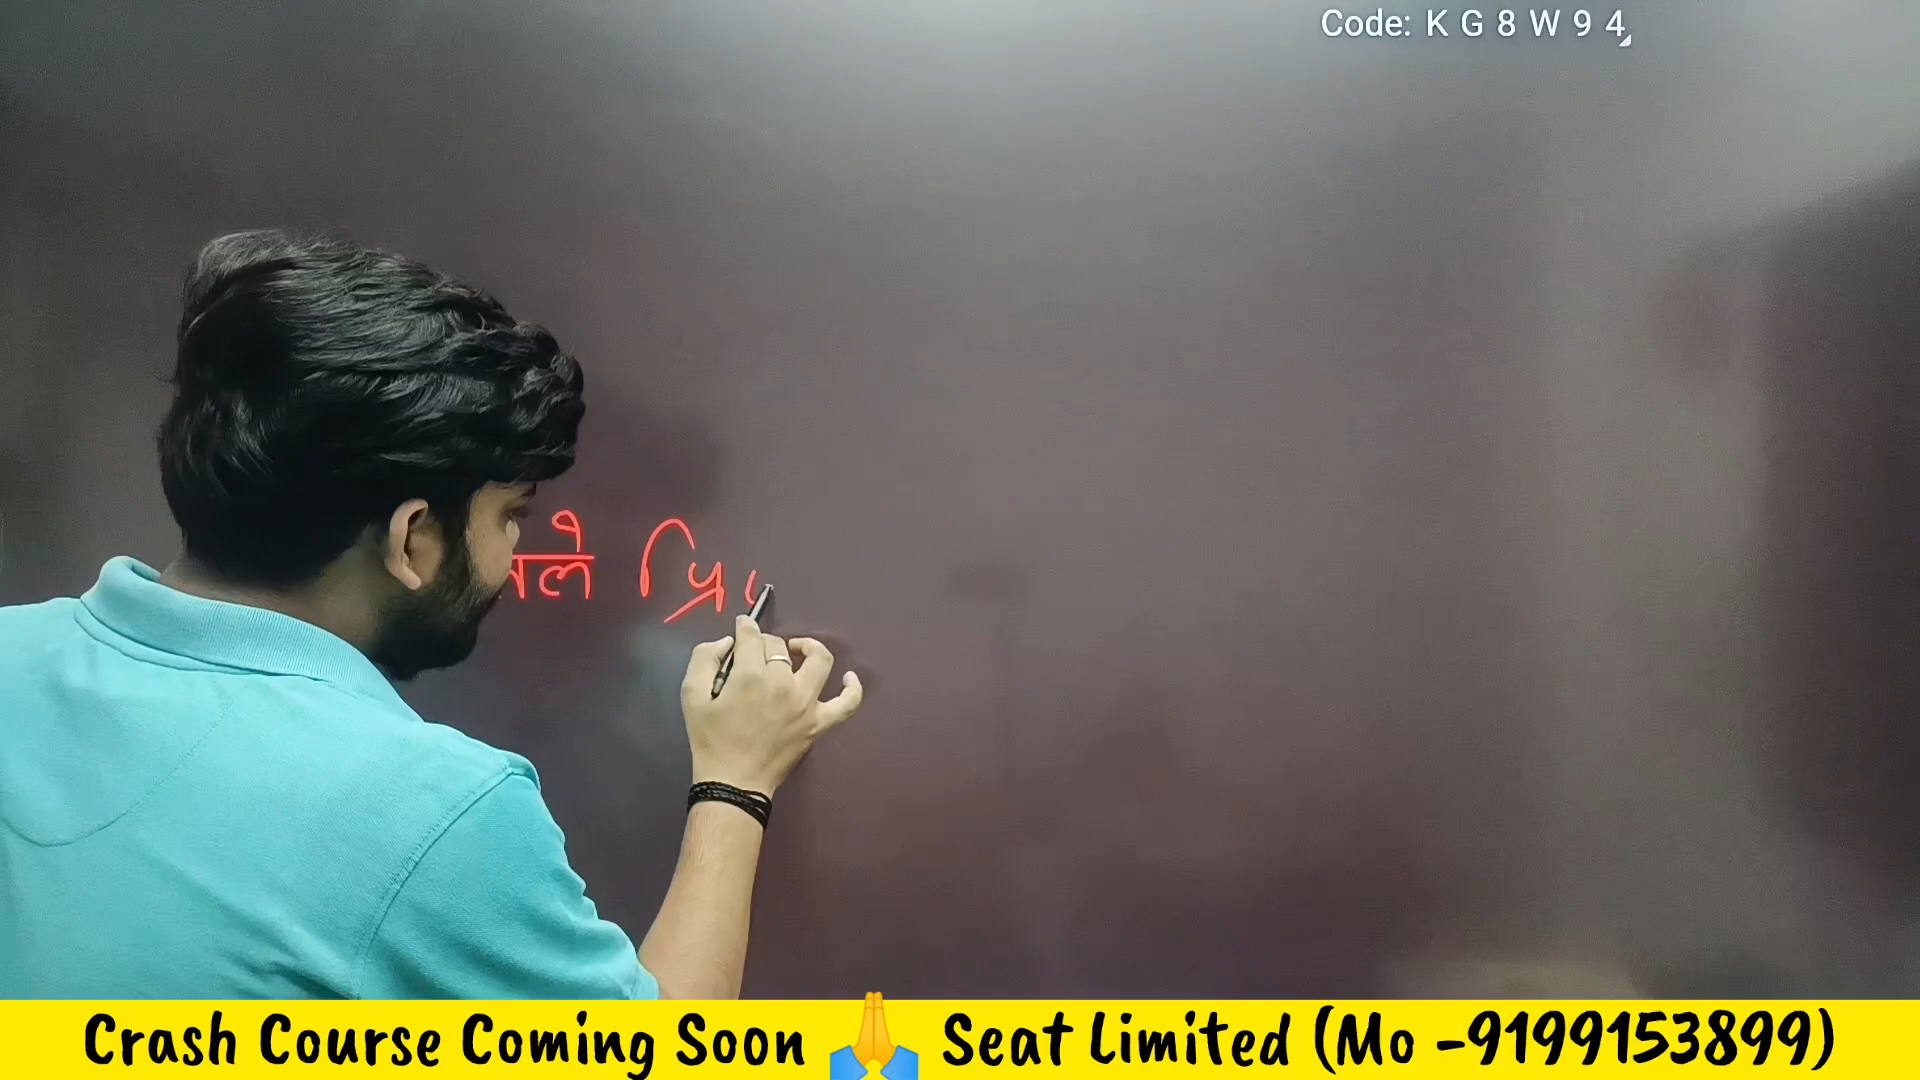 Code: K G 8 W 9 4
Crash Course Coming Soon 🙏 Seat Limited (Mo -9199153899)